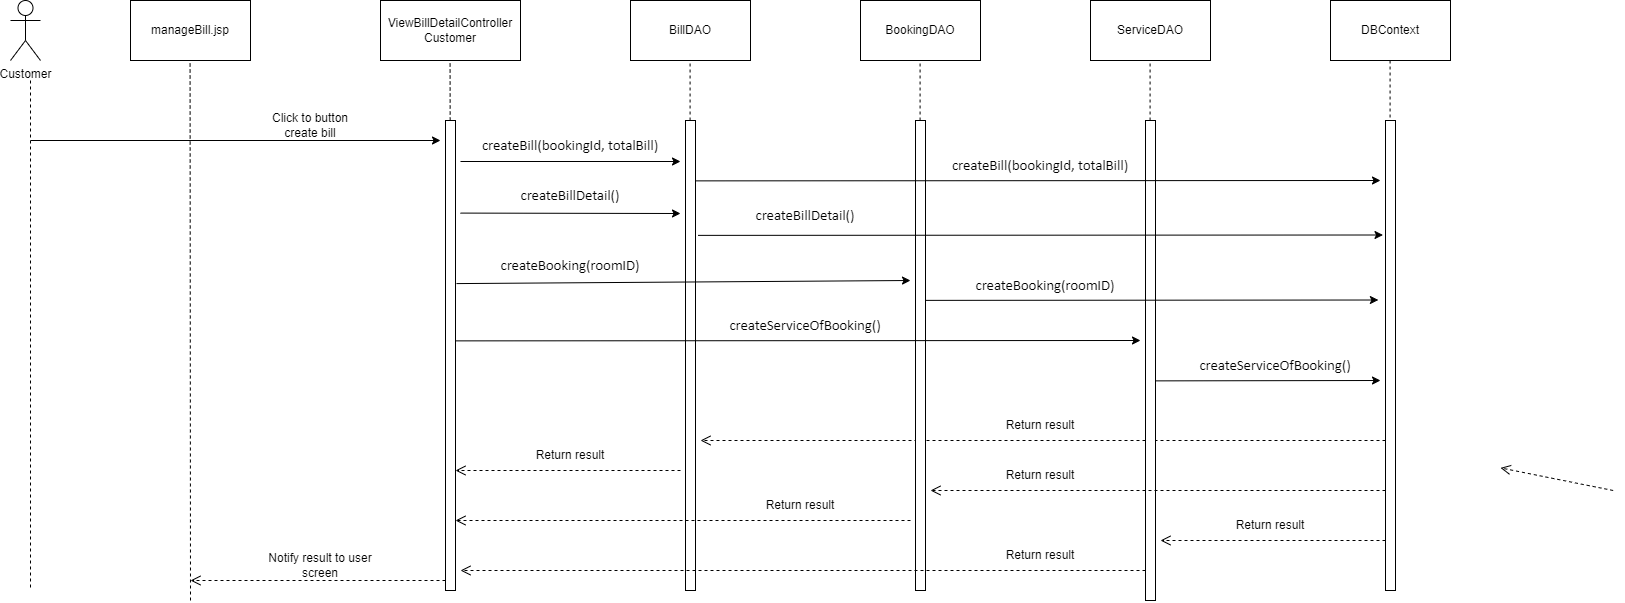 Customer
manageBill.jsp
ViewBillDetailController
Customer
BillDAO
BookingDAO
ServiceDAO
DBContext
Click to button
create bill
createBill(bookingId, totalBill)
createBill(bookingId, totalBill)
createBillDetail()
createBillDetail()
createBooking(roomID)
createBooking(roomID)
createServiceOfBooking()
createServiceOfBooking()
Return result
Return result
Return result
Return result
Return result
Return result
Notify result to user
screen